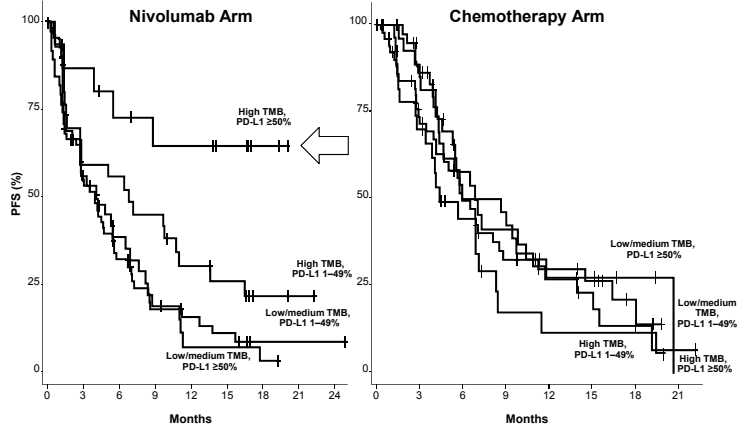 Nivolumab Arm
Chemotherapy Arm
PFS (%)
100
75
50
25
0
High TMB,
PD-L1 ≥50%
High TMB,
PD-L1 1–49%
Low/medium TMB,
PD-L1 1–49%
Low/medium TMB,
PD-L1 ≥50%
0 3 6 9 12 15 18 21 24
Months
100
75
50
25
0
Low/medium TMB,
PD-L1 ≥50%
Low/medium
TMB,
PD-L1 1–49%
High TMB,
PD-L1 1–49%
High TMB,
PD-L1 ≥50%
0 3 6 9 12 15 18 21
Months